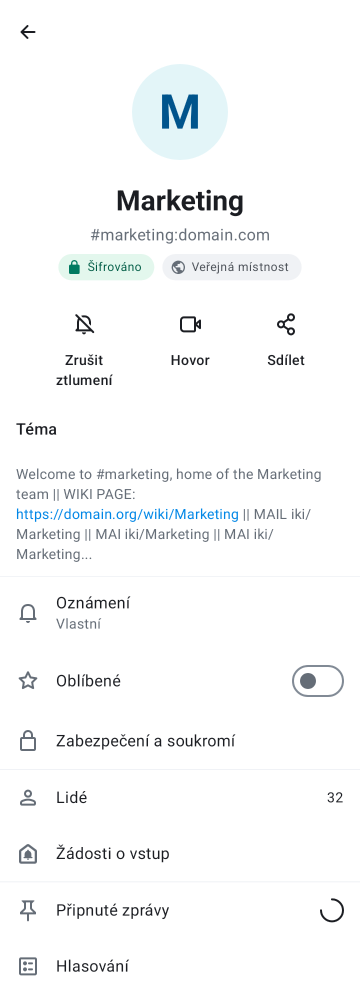 M
Marketing
#marketing:domain.com
Šifrováno
Veřejná místnost
Zrušit
ztlumení
Hovor
Sdílet
Téma
Welcome to #marketing, home of the Marketing
team || WIKI PAGE:
https://domain.org/wiki/Marketing || MAIL iki/
Marketing || MAI iki/Marketing || MAI iki/
Marketing...
Oznámení
Vlastní
Oblíbené
Zabezpečení a soukromí
Lidé
32
Žádosti o vstup
Připnuté zprávy
Hlasování